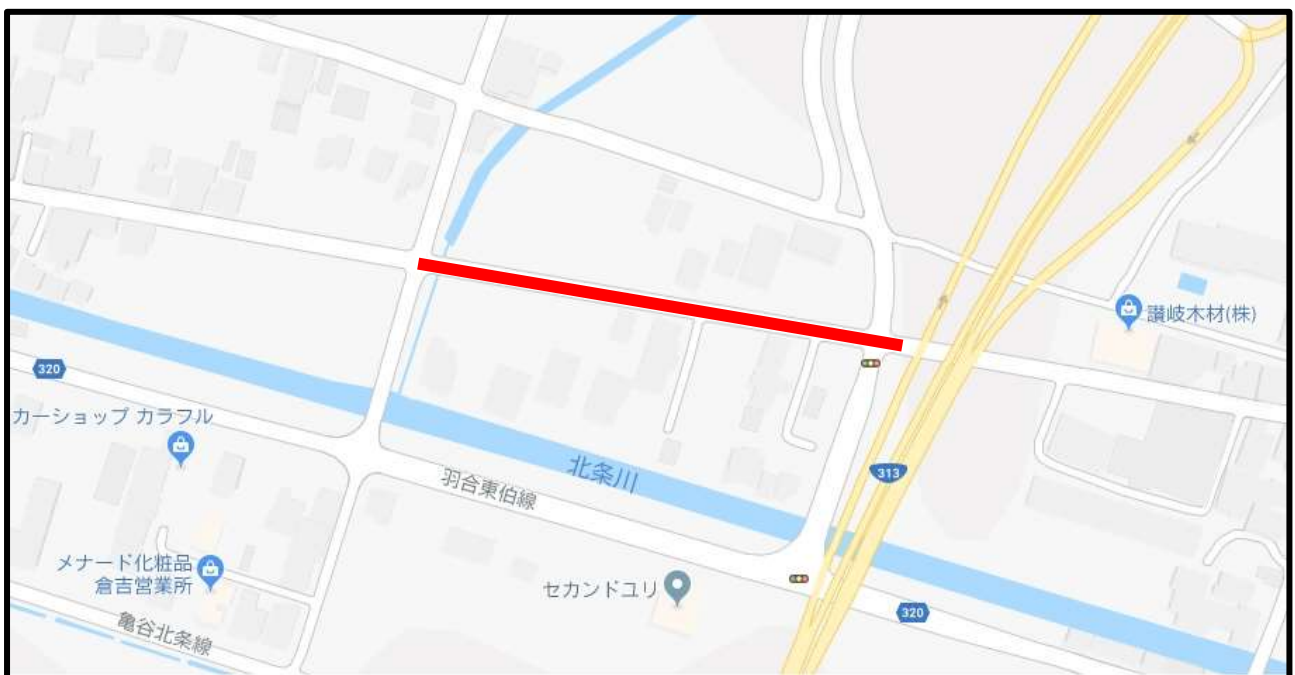 讃岐木材(株)
320
カーショップ カラフル
北条川
313
羽合東伯線
メナード化粧品
倉吉営業所
セカンドユリ
320
亀谷北条線